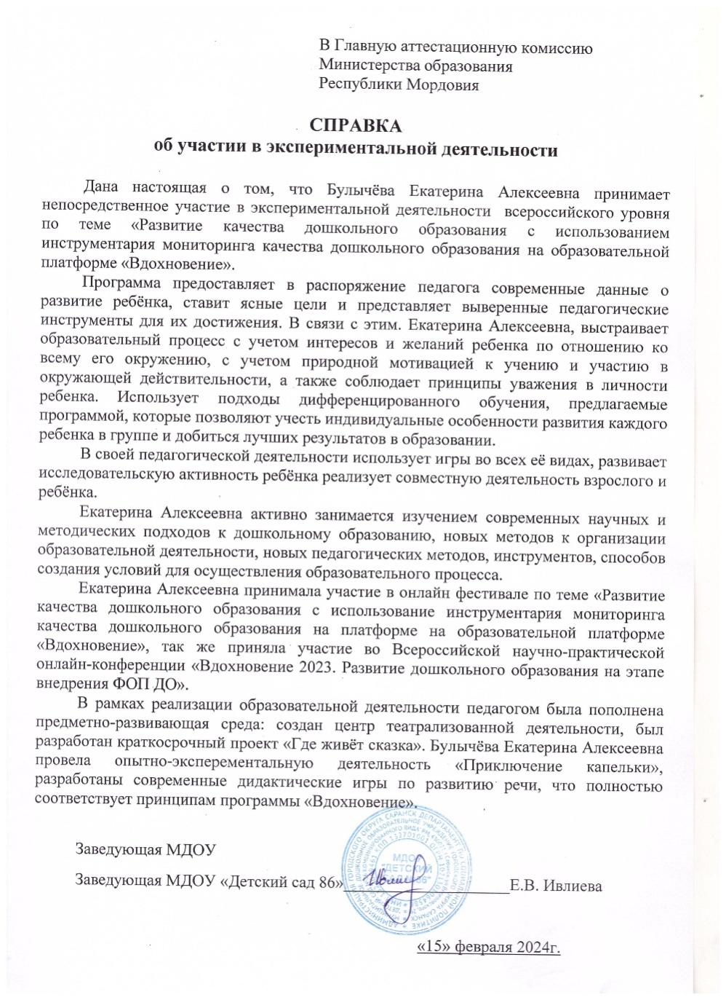 В Главную аттестационную комиссию
Министерства образования
Республики Мордовия
СПРАВКА
об участии в экспериментальной деятельности
Дана настоящая о том, что Булычёва Екатерина Алексеевна принимает
непосредственное участие в экспериментальной деятельности всероссийского уровня
по теме «Развитие качества дошкольного образования с использованием
инструментария мониторинга качества дошкольного образования на образовательной
платформе «Вдохновение».
Программа предоставляет в распоряжение педагога современные данные о
развитие ребёнка, ставит ясные цели и представляет выверенные педагогические
инструменты для их достижения. В связи с этим. Екатерина Алексеевна, выстраивает
образовательный процесс с учетом интересов и желаний ребенка по отношению ко
всему его окружению, с учетом природной мотивацией к учению и участию в
окружающей действительности, а также соблюдает принципы уважения в личности
ребенка. Использует подходы дифференцированного обучения, предлагаемые
программой, которые позволяют учесть индивидуальные особенности развития каждого
ребенка в группе и добиться лучших результатов в образовании.
В своей педагогической деятельности использует игры во всех её видах, развивает
исследовательскую активность ребёнка реализует совместную деятельность взрослого и
ребёнка.
Екатерина Алексеевна активно занимается изучением современных научных и
методических подходов к дошкольному образованию, новых методов к организации
образовательной деятельности, новых педагогических методов, инструментов, способов
создания условий для осуществления образовательного процесса.
Екатерина Алексеевна принимала участие в онлайн фестивале по теме «Развитие
качества дошкольного образования с использование инструментария мониторинга
качества дошкольного образования на платформе на образовательной платформе
«Вдохновение», так же приняла участие во Всероссийской научно-практической
онлайн-конференции «Вдохновение 2023. Развитие дошкольного образования на этапе
внедрения ФОП ДО».
В рамках реализации образовательной деятельности педагогом была пополнена
предметно-развивающая среда: создан центр театрализованной деятельности, был
разработан краткосрочный проект «Где живёт сказка». Булычёва Екатерина Алексеевна
провела опытно-эксперементальную деятельность «Приключение капельки»,
разработаны современные дидактические игры по развитию речи, что полностью
соответствует принципам программы «Вдохновение».
Заведующая МДОУ
Заведующая МДОУ «Детский сад 86»____________________Е.В. Ивлиева
МДОУ
"ДЕТСКИЙ
«15» февраля 2024г.